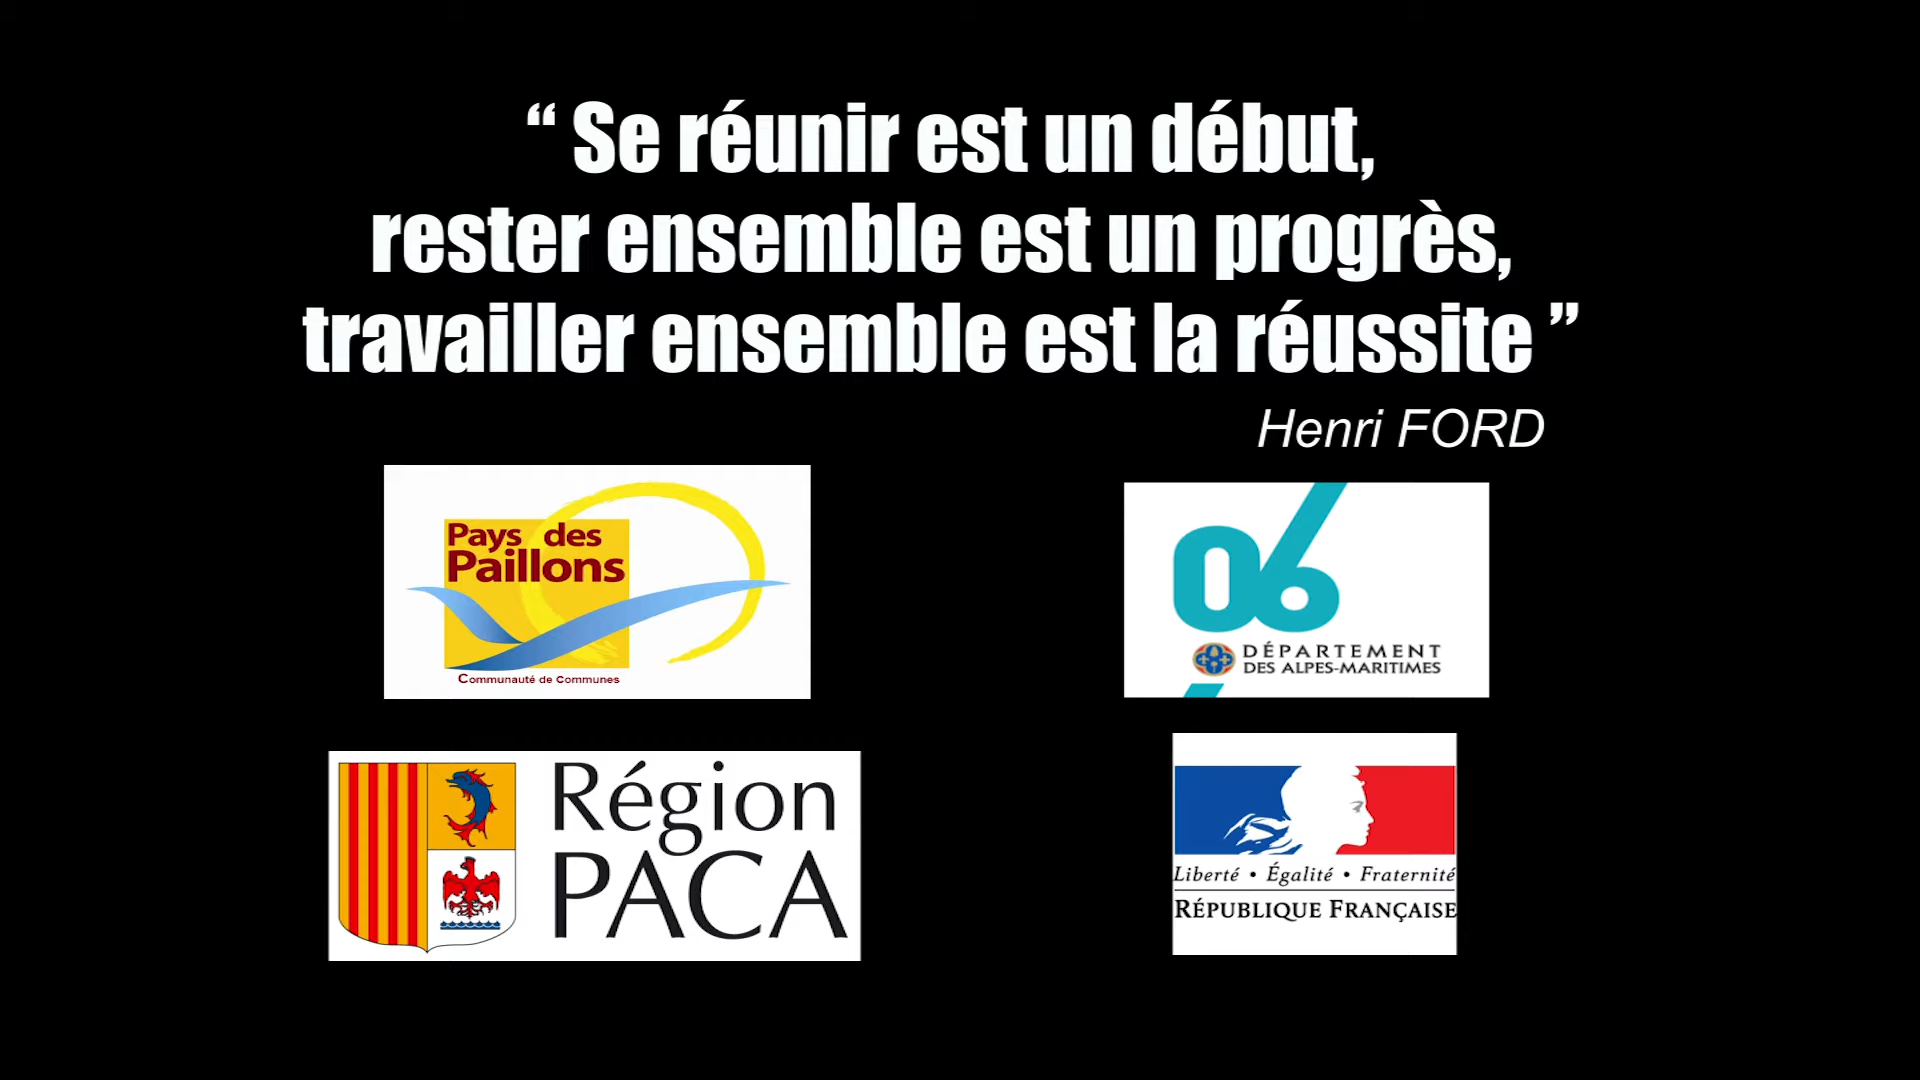 “ Se réunir est un début,
rester ensemble est un progrès,
travailler ensemble est la réussite ”
Henri FORD
Pays des
Paillons
Communauté de Communes
06
DÉPARTEMENT
DES ALPES-MARITIMES
Région
PACA
Liberté • Égalité • Fraternité
RÉPUBLIQUE FRANÇAISE